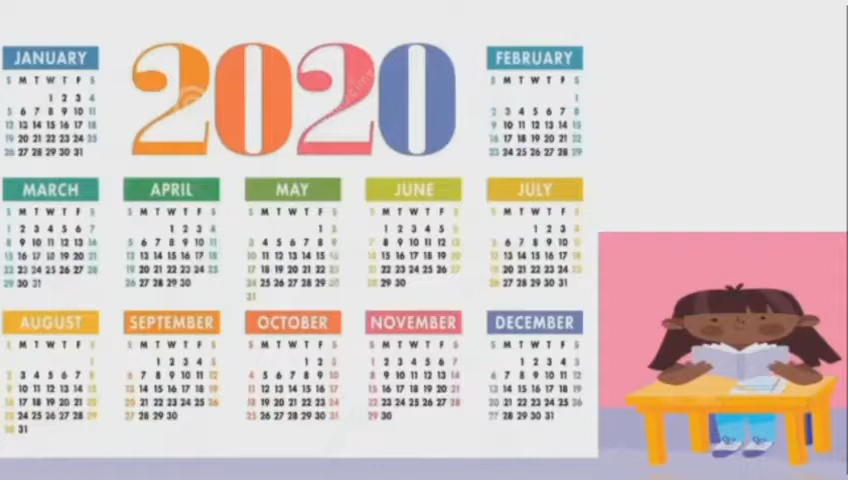 JANUARY
S M T W T F S
1 2 3 4
5 6 7 8 9 10 11
12 13 14 15 16 17 18
19 20 21 22 23 24 25
26 27 28 29 30 31
2020
FEBRUARY
S M T W T F S
1
2 3 4 5 6 7 8
9 10 11 12 13 14 15
16 17 18 19 20 21 22
23 24 25 26 27 28 29
MARCH
S M T W T F S
1 2 3 4 5 6 7
8 9 10 11 12 13 14
15 16 17 18 19 20 21
22 23 24 25 26 27 28
29 30 31
APRIL
S M T W T F S
1 2 3 4
5 6 7 8 9 10 11
12 13 14 15 16 17 18
19 20 21 22 23 24 25
26 27 28 29 30
MAY
S M T W T F S
1 2
3 4 5 6 7 8 9
10 11 12 13 14 15 16
17 18 19 20 21 22 23
24 25 26 27 28 29 30
31
JUNE
S M T W T F S
1 2 3 4 5 6
7 8 9 10 11 12 13
14 15 16 17 18 19 20
21 22 23 24 25 26 27
28 29 30
JULY
S M T W T F S
1 2 3 4
5 6 7 8 9 10 11
12 13 14 15 16 17 18
19 20 21 22 23 24 25
26 27 28 29 30 31
AUGUST
S M T W T F S
1
2 3 4 5 6 7 8
9 10 11 12 13 14 15
16 17 18 19 20 21 22
23 24 25 26 27 28 29
30 31
SEPTEMBER
S M T W T F S
1 2 3 4 5
6 7 8 9 10 11 12
13 14 15 16 17 18 19
20 21 22 23 24 25 26
27 28 29 30
OCTOBER
S M T W T F S
1 2 3
4 5 6 7 8 9 10
11 12 13 14 15 16 17
18 19 20 21 22 23 24
25 26 27 28 29 30 31
NOVEMBER
S M T W T F S
1 2 3 4 5 6 7
8 9 10 11 12 13 14
15 16 17 18 19 20 21
22 23 24 25 26 27 28
29 30
DECEMBER
S M T W T F S
1 2 3 4 5
6 7 8 9 10 11 12
13 14 15 16 17 18 19
20 21 22 23 24 25 26
27 28 29 30 31